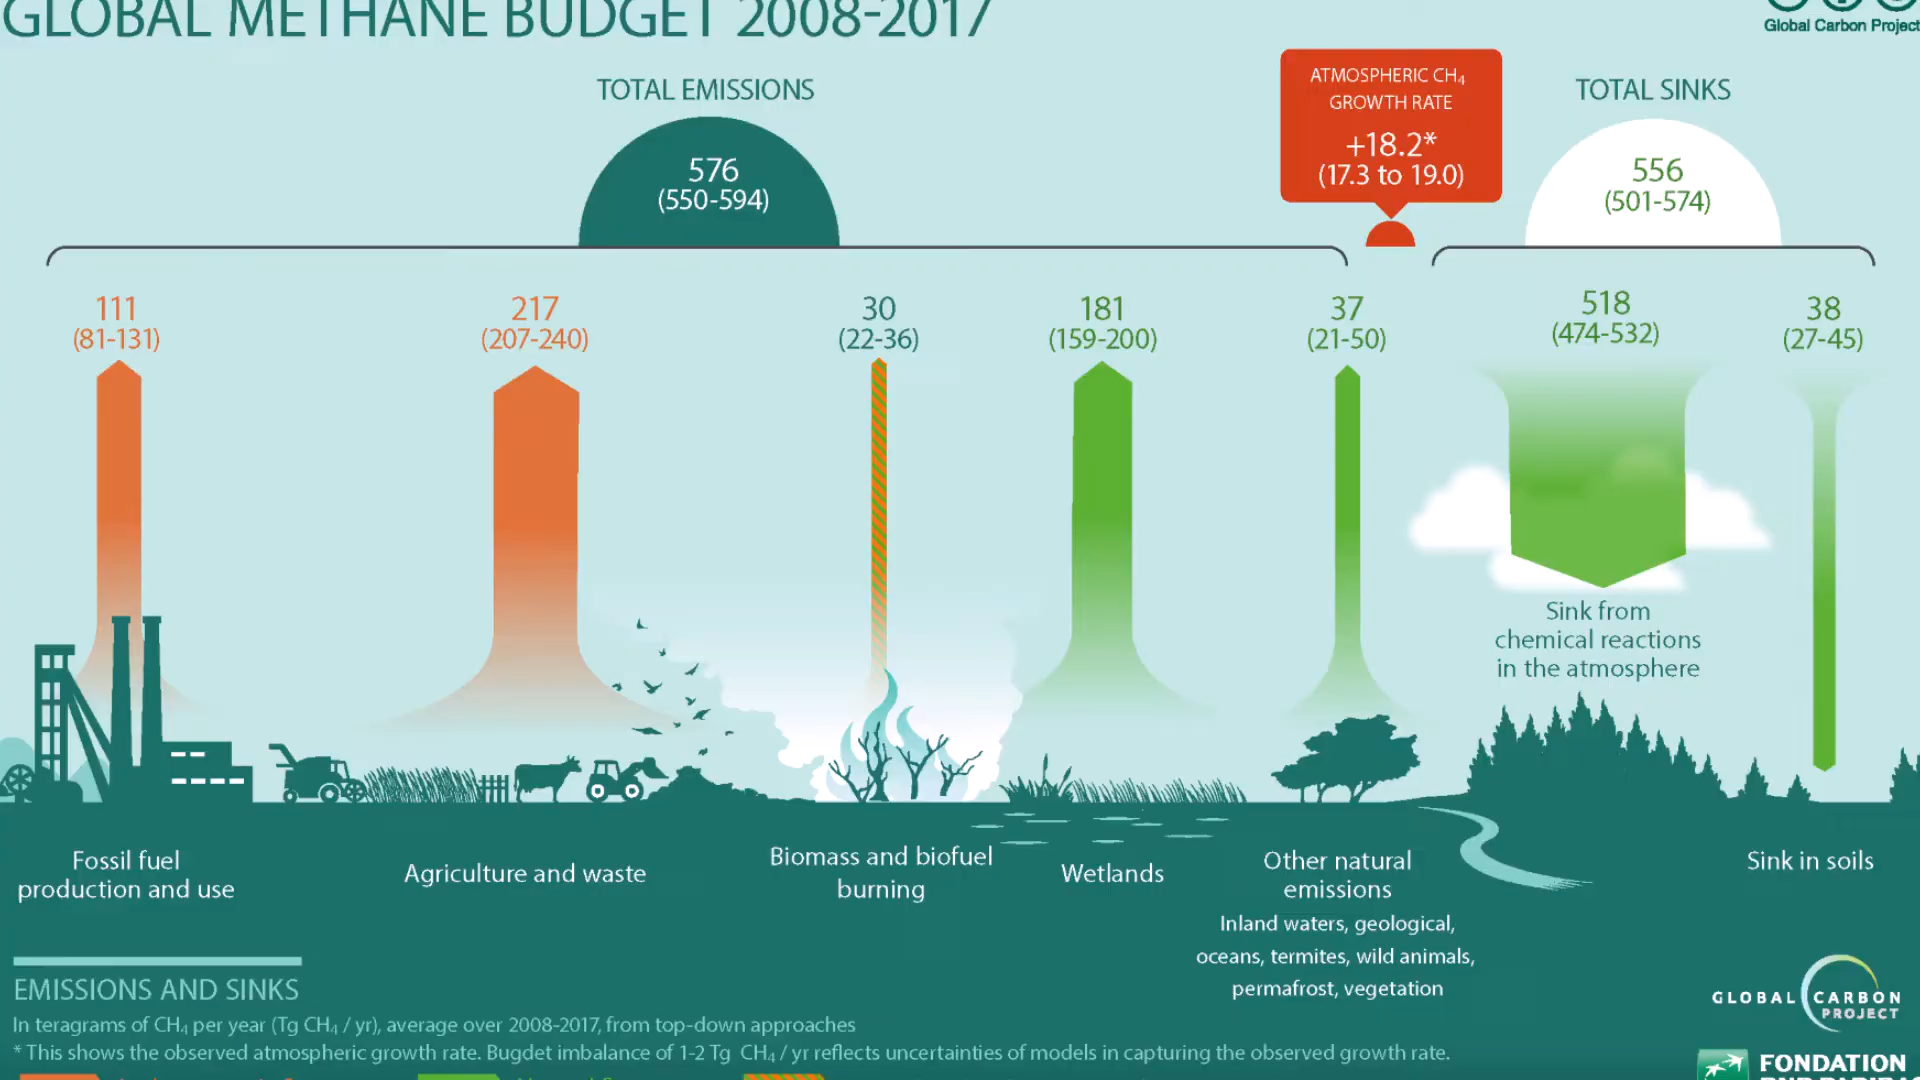 GLOBAL METHANE BUDGET 2008-2017
Global Carbon Project
TOTAL EMISSIONS
576
(550-594)
ATMOSPHERIC CH₄
GROWTH RATE
+18.2*
(17.3 to 19.0)
TOTAL SINKS
556
(501-574)
111
(81-131)
217
(207-240)
30
(22-36)
181
(159-200)
37
(21-50)
518
(474-532)
38
(27-45)
Sink from
chemical reactions
in the atmosphere
Fossil fuel
production and use
Agriculture and waste
Biomass and biofuel
burning
Wetlands
Other natural
emissions
Inland waters, geological,
oceans, termites, wild animals,
permafrost, vegetation
Sink in soils
EMISSIONS AND SINKS
In teragrams of CH₄ per year (Tg CH₄ / yr), average over 2008-2017, from top-down approaches
* This shows the observed atmospheric growth rate. Bugdet imbalance of 1-2 Tg CH₄ / yr reflects uncertainties of models in capturing the observed growth rate.
GLOBAL CARBON
PROJECT
FONDATION